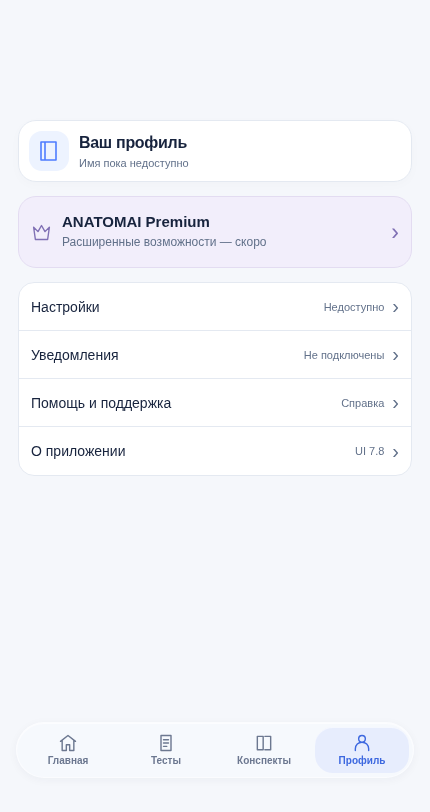 Ваш профиль
Имя пока недоступно
ANATOMAI Premium
Расширенные возможности — скоро
Настройки Недоступно
Уведомления Не подключены
Помощь и поддержка Справка
О приложении UI 7.8
Главная Тесты Конспекты Профиль